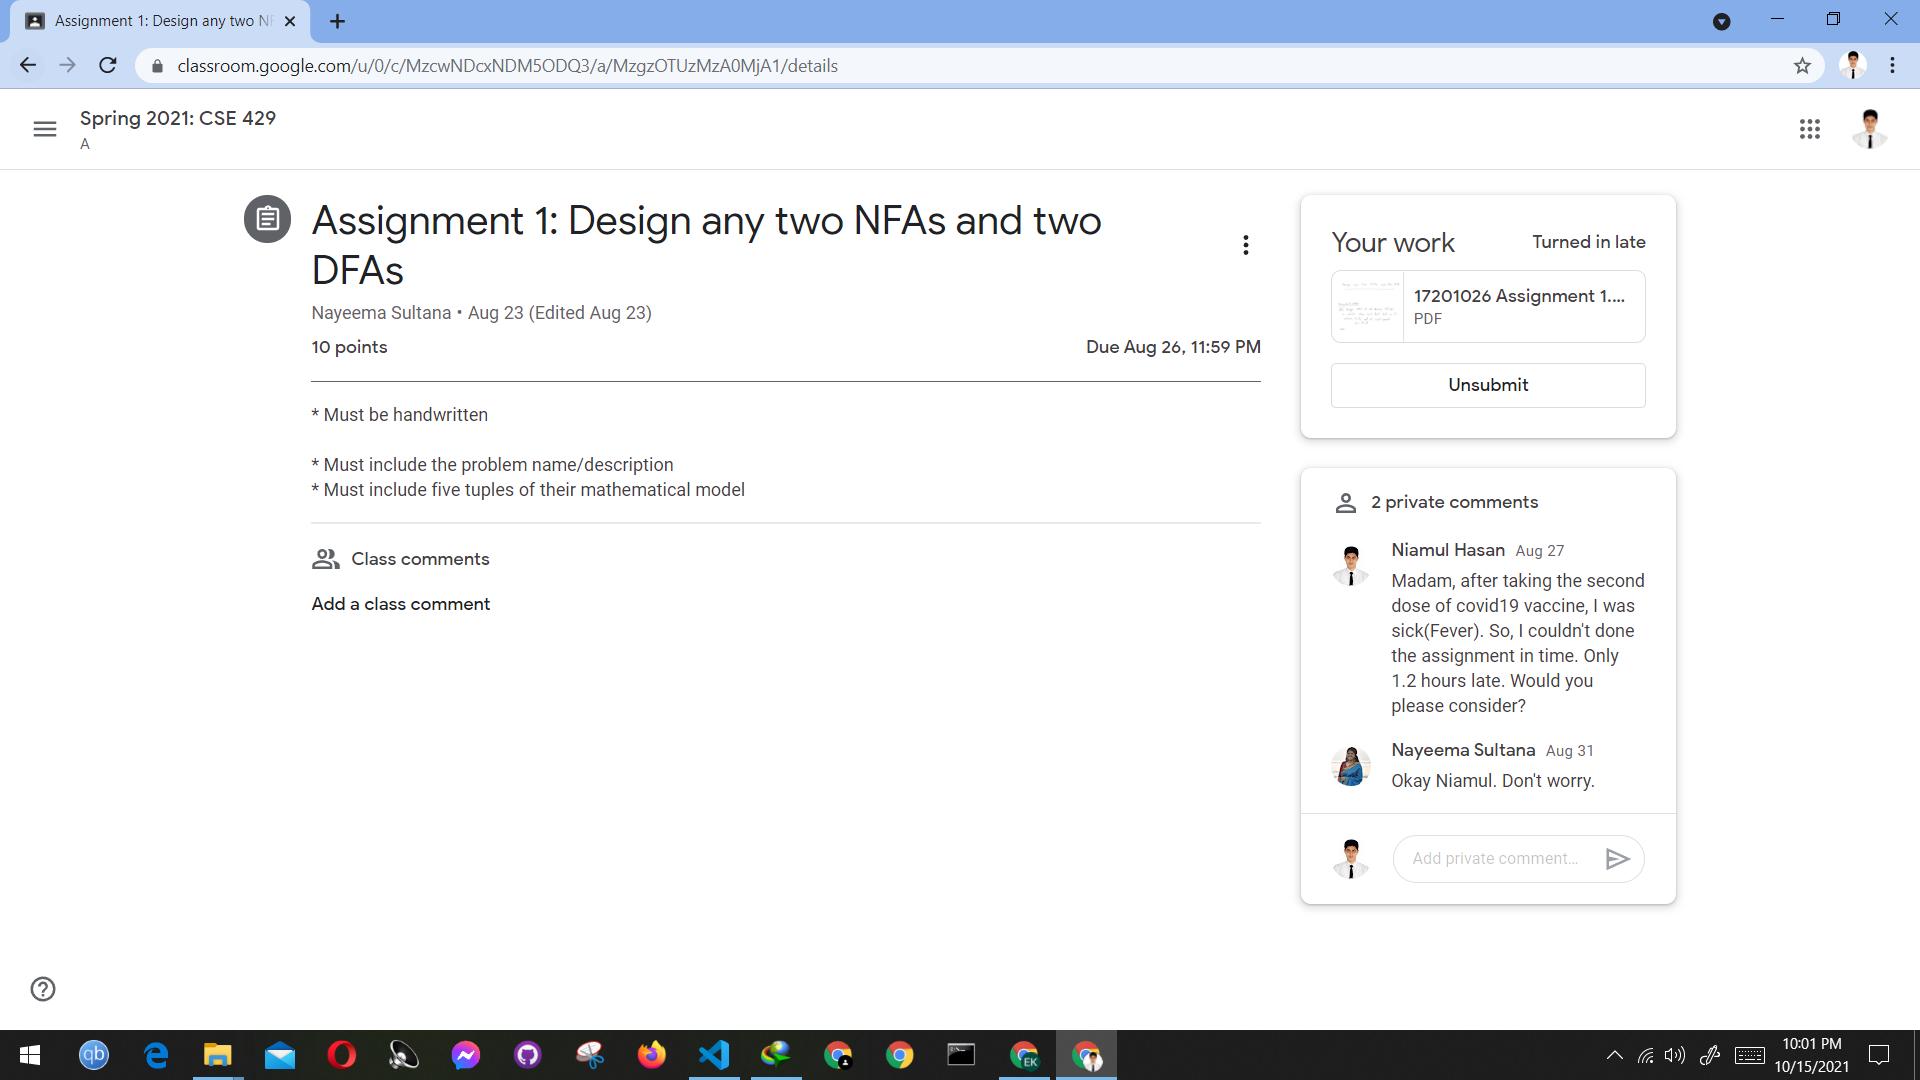 Assignment 1: Design any two NF
classroom.google.com/u/0/c/MzcwNDcxNDM5ODQ3/a/MzgzOTUzMzA0MjA1/details
Spring 2021: CSE 429
A
Assignment 1: Design any two NFAs and two
DFAs
Nayeema Sultana • Aug 23 (Edited Aug 23)
10 points
Due Aug 26, 11:59 PM
* Must be handwritten
* Must include the problem name/description
* Must include five tuples of their mathematical model
Class comments
Add a class comment
Your work
Turned in late
17201026 Assignment 1....
PDF
Unsubmit
2 private comments
Niamul Hasan Aug 27
Madam, after taking the second
dose of covid19 vaccine, I was
sick(Fever). So, I couldn't done
the assignment in time. Only
1.2 hours late. Would you
please consider?
Nayeema Sultana Aug 31
Okay Niamul. Don't worry.
Add private comment...
qb
EK
10:01 PM
10/15/2021